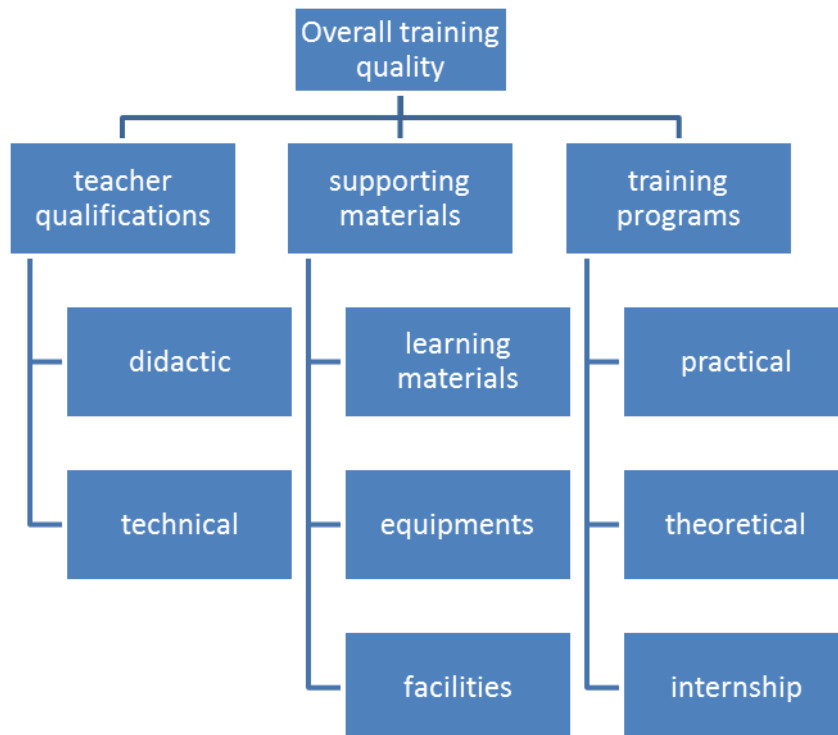 Overall training
quality
teacher
qualifications
supporting
materials
training
programs
didactic
learning
materials
practical
technical
equipments
theoretical
facilities
internship